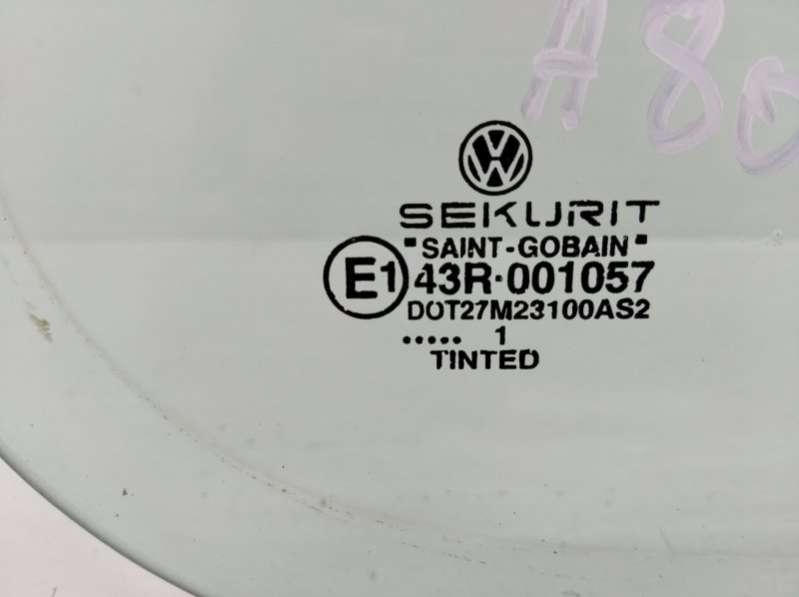 A80
SEKURIT
"SAINT-GOBAIN"
E1 43R·001057
DOT27M23100AS2
..... 1
TINTED